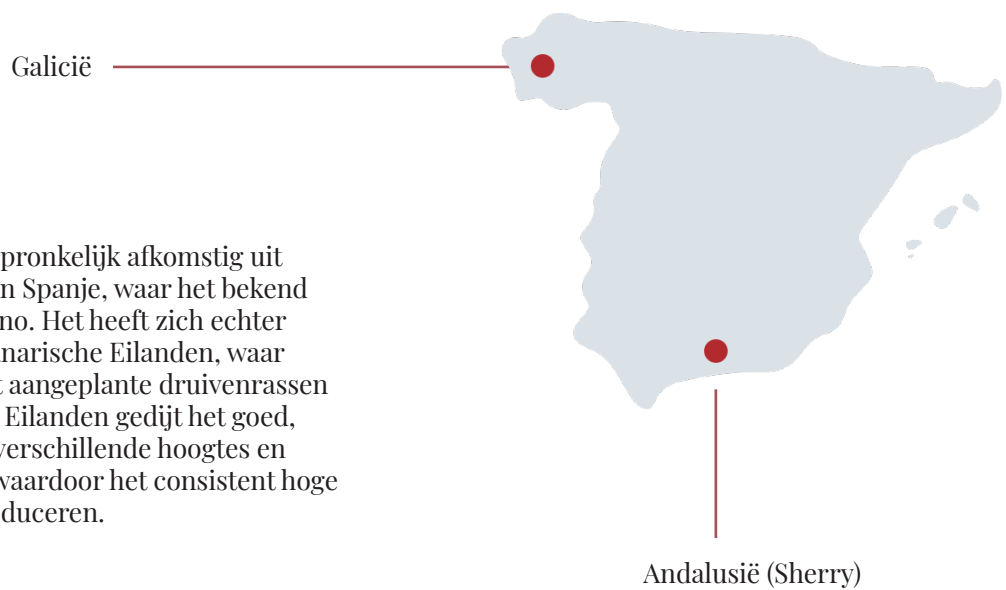 Galicië
pronkelijk afkomstig uit
n Spanje, waar het bekend
no. Het heeft zich echter
narische Eilanden, waar
t aangeplante druivenrassen
Eilanden gedijt het goed,
verschillende hoogtes en
waardoor het consistent hoge
duceren.
Andalusië (Sherry)